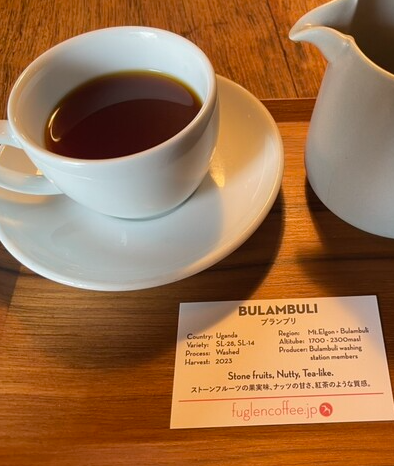 BULAMBULI
ブランブリ
Country: Uganda
Variety: SL-28, SL-14
Process: Washed
Harvest: 2023
Region: Mt.Elgon > Bulambuli
Altitude: 1700 - 2300masl
Producer: Bulambuli washing
station members
Stone fruits, Nutty, Tea-like.
ストーンフルーツの果実味、ナッツの甘さ、紅茶のような質感。
fuglencoffee.jp